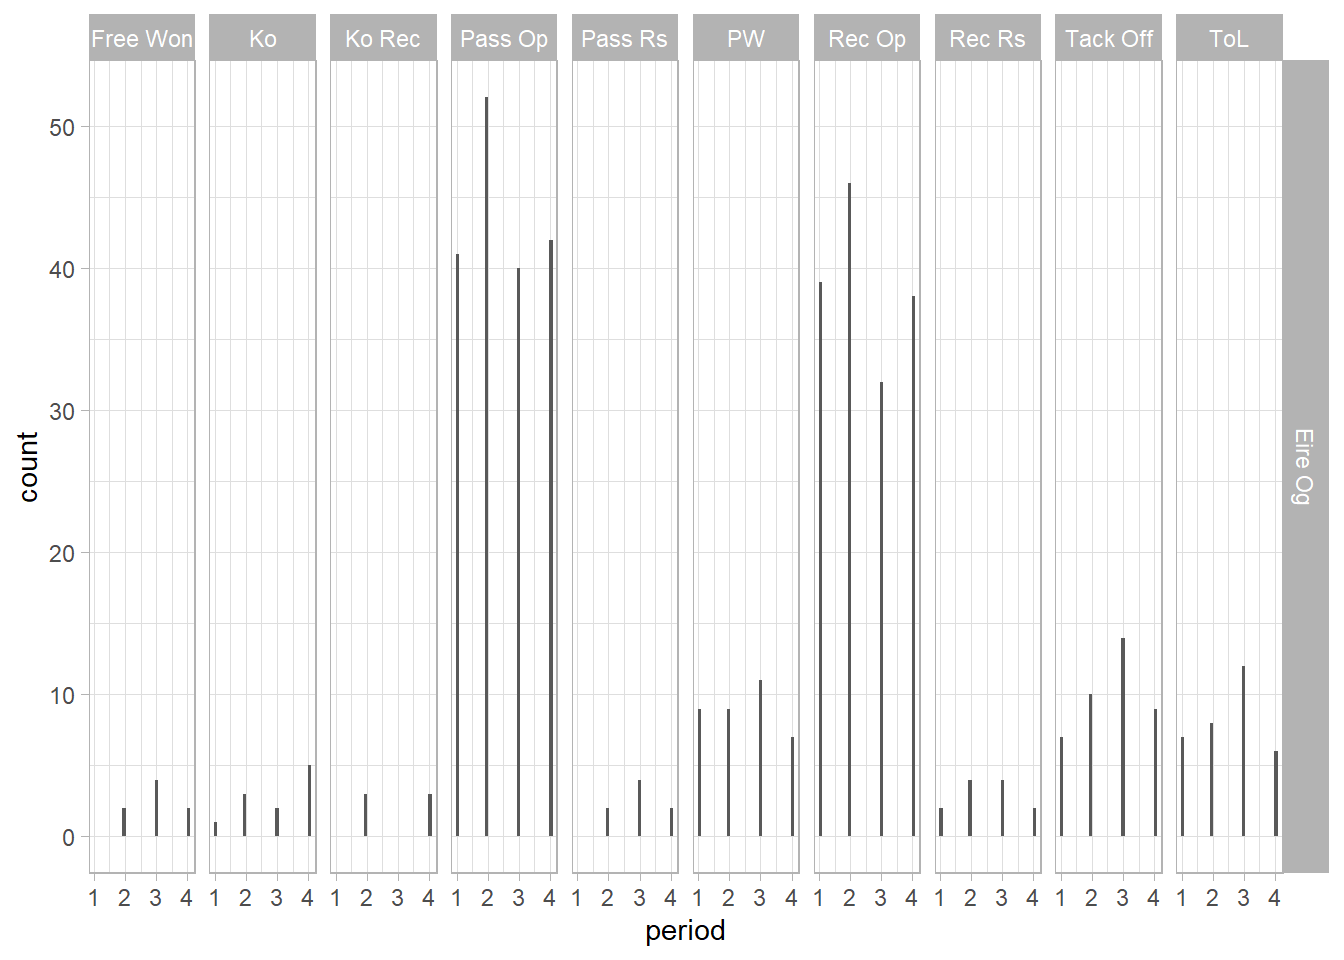 Free Won Ko Ko Rec Pass Op Pass Rs PW Rec Op Rec Rs Tack Off ToL
50
40
30
20
10
0
count
Eire Og
1 2 3 4 1 2 3 4 1 2 3 4 1 2 3 4 1 2 3 4 1 2 3 4 1 2 3 4 1 2 3 4 1 2 3 4 1 2 3 4
period